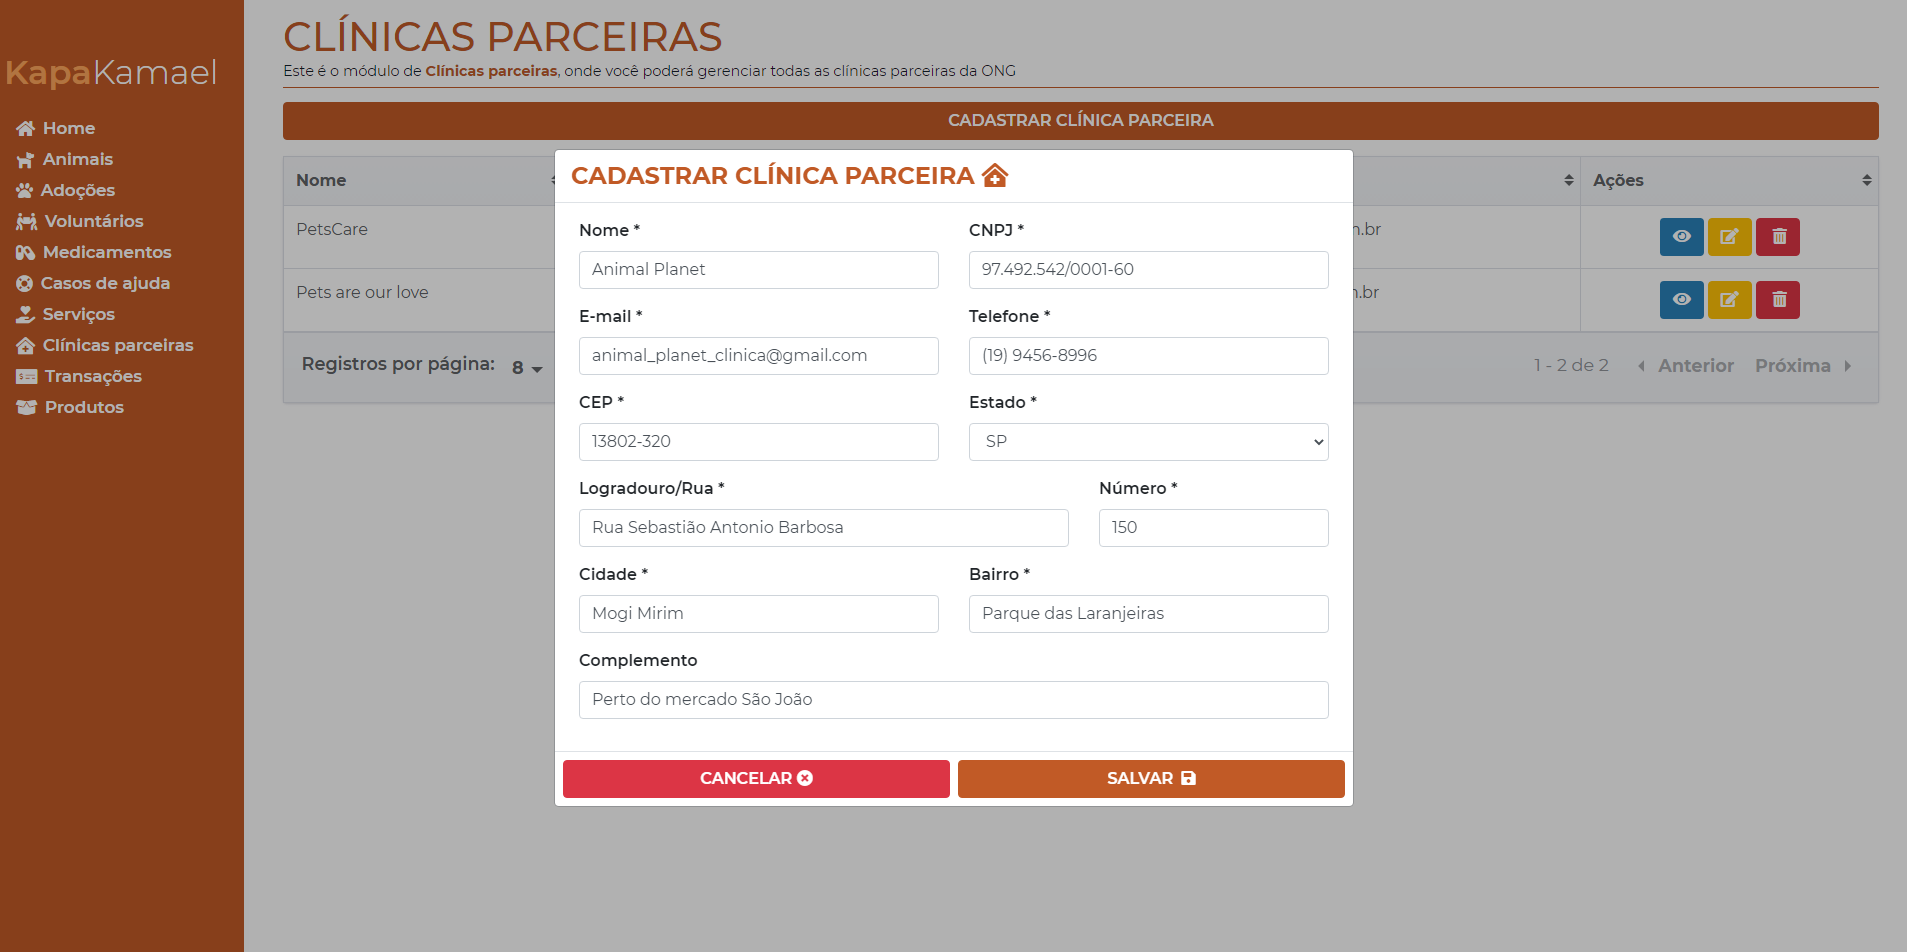 KapaKamael
Home
Animais
Adoções
Voluntários
Medicamentos
Casos de ajuda
Serviços
Clínicas parceiras
Transações
Produtos
CLÍNICAS PARCEIRAS
Este é o módulo de Clínicas parceiras, onde você poderá gerenciar todas as clínicas parceiras da ONG
CADASTRAR CLÍNICA PARCEIRA
Nome
Ações
PetsCare
.br
Pets are our love
.br
Registros por página: 8
1 - 2 de 2 Anterior Próxima
CADASTRAR CLÍNICA PARCEIRA
Nome * CNPJ *
Animal Planet 97.492.542/0001-60
E-mail * Telefone *
animal_planet_clinica@gmail.com (19) 9456-8996
CEP * Estado *
13802-320 SP
Logradouro/Rua * Número *
Rua Sebastião Antonio Barbosa 150
Cidade * Bairro *
Mogi Mirim Parque das Laranjeiras
Complemento
Perto do mercado São João
CANCELAR SALVAR